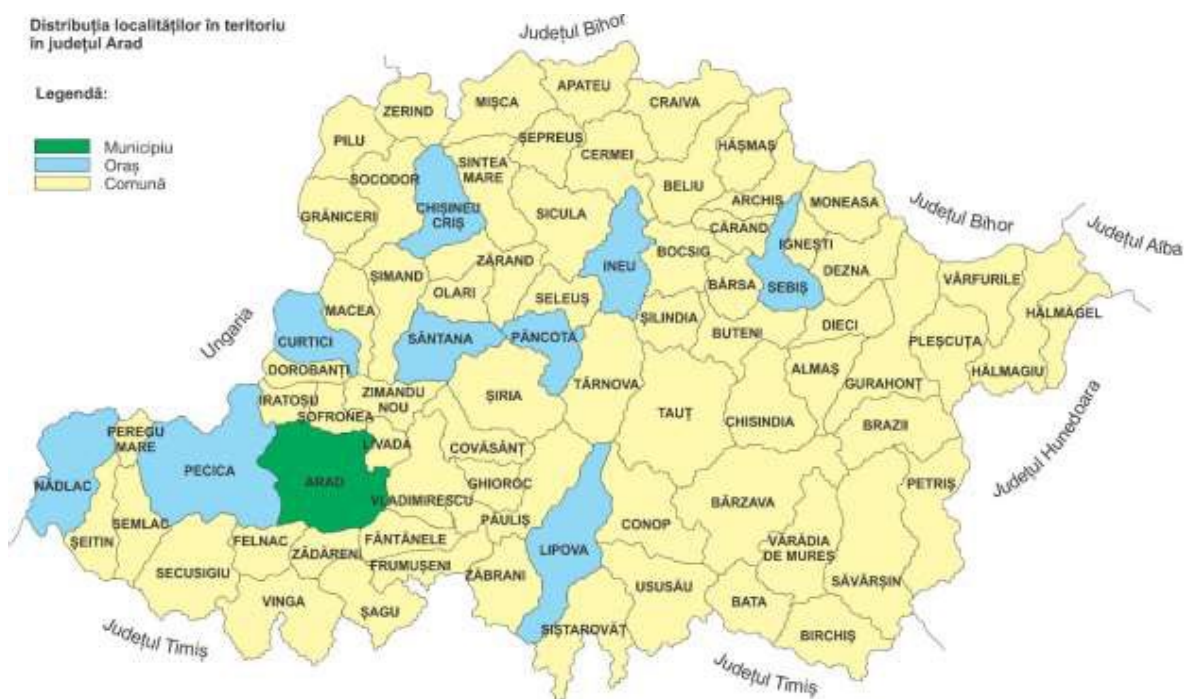 Distribuția localităților în teritoriu
în județul Arad
Legendă:
Municipiu
Oraș
Comună
Județul Bihor
APATEU
MIȘCA
CRAIVA
ZERIND
ȘEPREUȘ
PILU
CERMEI
HĂȘMAȘ
SINTEA
MARE
SOCODOR
BELIU
ARCHIȘ
MONEASA
CHIȘINEU
CRIȘ
GRĂNICERI
SICULA
CĂRAND
Județul Bihor
IGNEȘTI
Județul Alba
BOCSIG
ZĂRAND
INEU
DEZNA
ȘIMAND
VÂRFURILE
BÂRSA
SEBIȘ
OLARI
SELEUȘ
MACEA
HĂLMĂGEL
ȘILINDIA
DIECI
BUTENI
Ungaria
CURTICI
SÂNTANA
PÂNCOTA
PLEȘCUȚA
DOROBANȚI
ALMAȘ
HĂLMAGIU
TÂRNOVA
GURAHONȚ
ZIMANDU
NOU
IRATOȘU
ȘIRIA
SOFRONEA
TAUȚ
CHISINDIA
BRAZII
PEREGU
MARE
LIVADA
COVĂSÂNȚ
Județul Hunedoara
PECICA
NĂDLAC
ARAD
GHIOROC
PETRIȘ
VLADIMIRESCU
BÂRZAVA
PĂULIȘ
SEMLAC
CONOP
ȘEITIN
FELNAC
FÂNTÂNELE
VĂRĂDIA
DE MUREȘ
ZĂDĂRENI
LIPOVA
FRUMUȘENI
SECUSIGIU
ZĂBRANI
SĂVÂRȘIN
USUSĂU
VINGA
BATA
ȘAGU
SIȘTAROVĂȚ
BIRCHIȘ
Județul Timiș
Județul Timiș